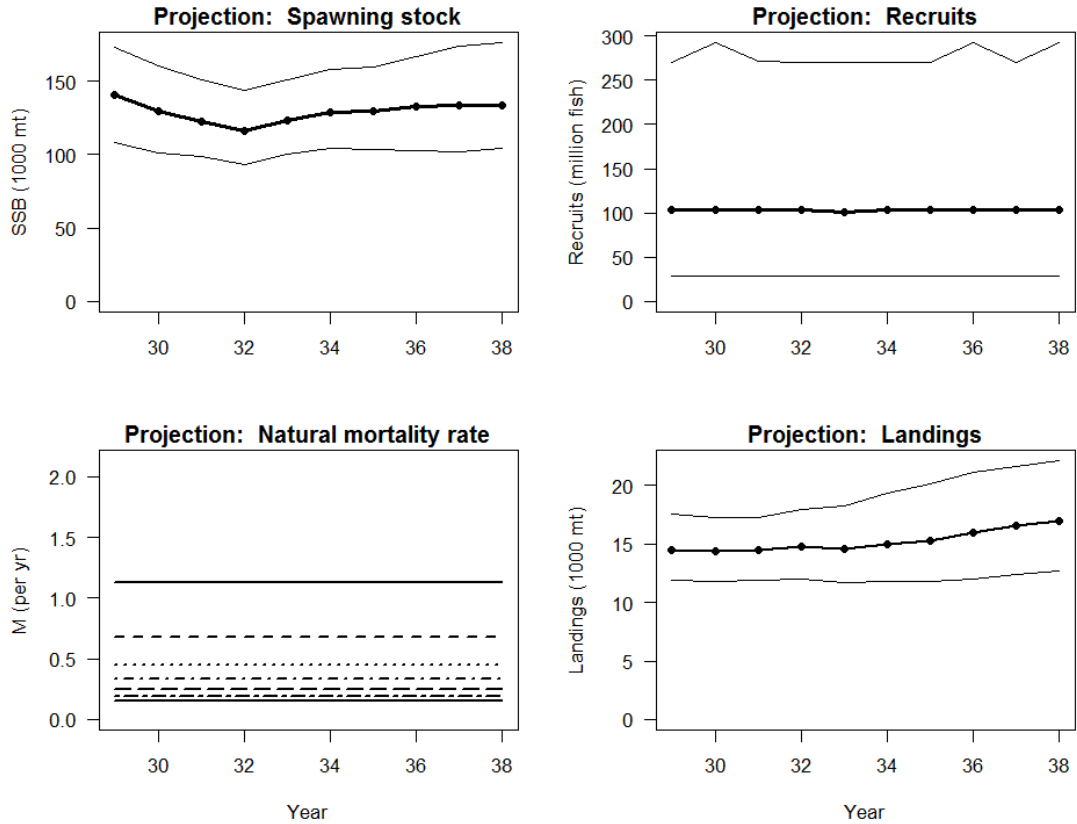 Projection: Spawning stock
SSB (1000 mt)
150
100
50
0
30 32 34 36 38
Projection: Recruits
Recruits (million fish)
300
250
200
150
100
50
0
30 32 34 36 38
Projection: Natural mortality rate
M (per yr)
2.0
1.5
1.0
0.5
0.0
30 32 34 36 38
Year
Projection: Landings
Landings (1000 mt)
20
15
10
5
0
30 32 34 36 38
Year